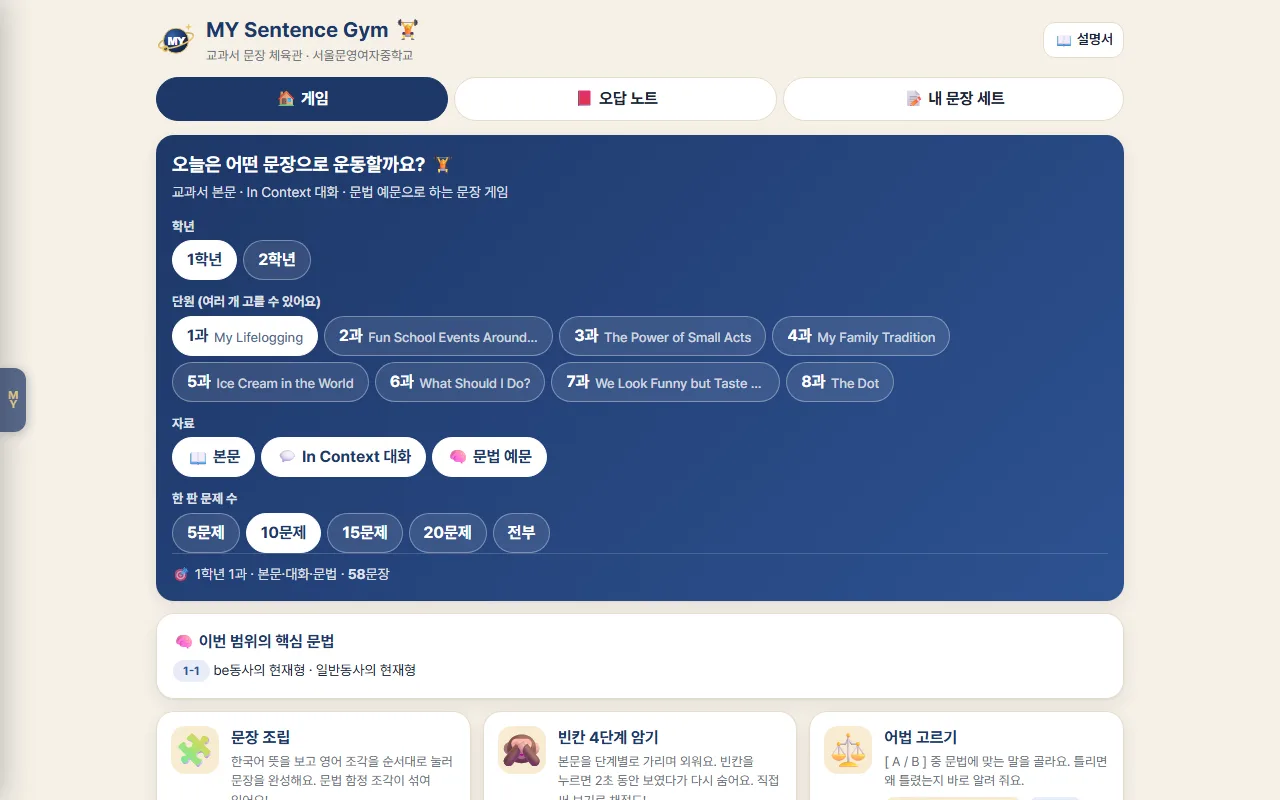 MY
MY Sentence Gym
교과서 문장 체육관 · 서울문영여자중학교
설명서
게임
오답 노트
내 문장 세트
오늘은 어떤 문장으로 운동할까요?
교과서 본문 · In Context 대화 · 문법 예문으로 하는 문장 게임
학년
1학년
2학년
단원 (여러 개 고를 수 있어요)
1과 My Lifelogging
2과 Fun School Events Around...
3과 The Power of Small Acts
4과 My Family Tradition
5과 Ice Cream in the World
6과 What Should I Do?
7과 We Look Funny but Taste ...
8과 The Dot
MY
자료
본문
In Context 대화
문법 예문
한 판 문제 수
5문제
10문제
15문제
20문제
전부
1학년 1과 · 본문·대화·문법 · 58문장
이번 범위의 핵심 문법
1-1 be동사의 현재형 · 일반동사의 현재형
문장 조립
한국어 뜻을 보고 영어 조각을 순서대로 눌러
문장을 완성해요. 문법 함정 조각이 섞여
있어요!
빈칸 4단계 암기
본문을 단계별로 가리며 외워요. 빈칸을
누르면 2초 동안 보였다가 다시 숨어요. 직접
어법 고르기
[ A / B ] 중 문법에 맞는 말을 골라요. 틀리면
왜 틀렸는지 바로 알려 줘요.